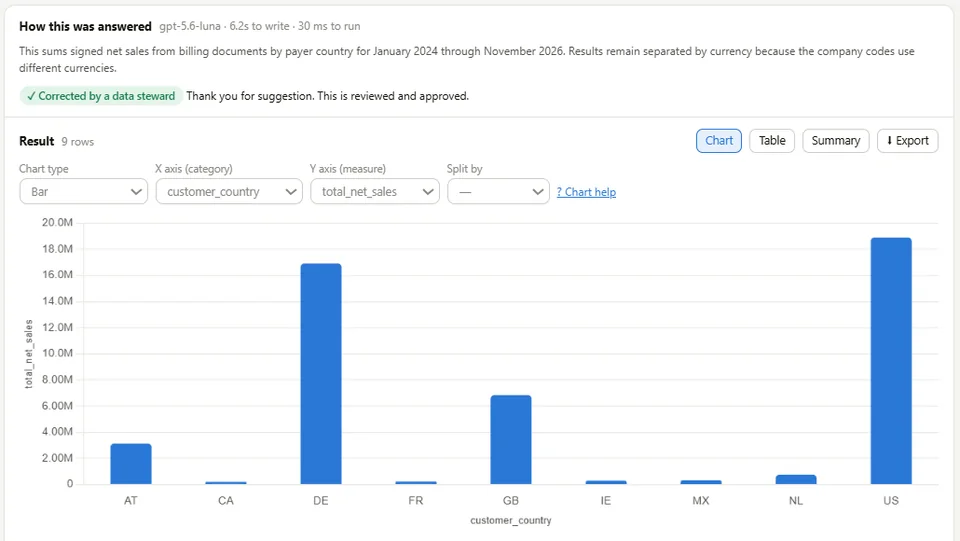 How this was answered gpt-5.6-luna · 6.2s to write · 30 ms to run
This sums signed net sales from billing documents by payer country for January 2024 through November 2026. Results remain separated by currency because the company codes use
different currencies.
✓ Corrected by a data steward Thank you for suggestion. This is reviewed and approved.
Result 9 rows
Chart Table Summary ⬇ Export
Chart type X axis (category) Y axis (measure) Split by
Bar customer_country total_net_sales — ? Chart help
20.0M
18.0M
16.0M
14.0M
12.0M
10.0M
8.00M
6.00M
4.00M
2.00M
0
total_net_sales
AT CA DE FR GB IE MX NL US
customer_country